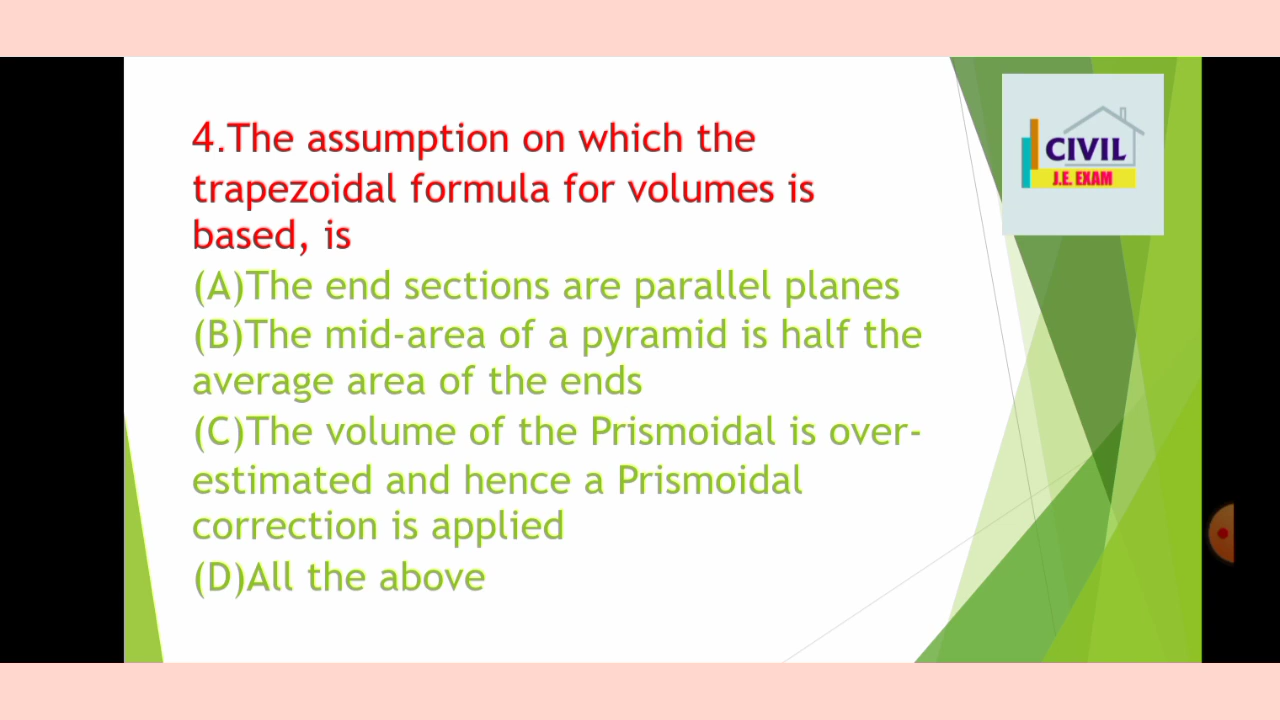 4.The assumption on which the
trapezoidal formula for volumes is
based, is
(A)The end sections are parallel planes
(B)The mid-area of a pyramid is half the
average area of the ends
(C)The volume of the Prismoidal is over-
estimated and hence a Prismoidal
correction is applied
(D)All the above
CIVIL
J.E. EXAM